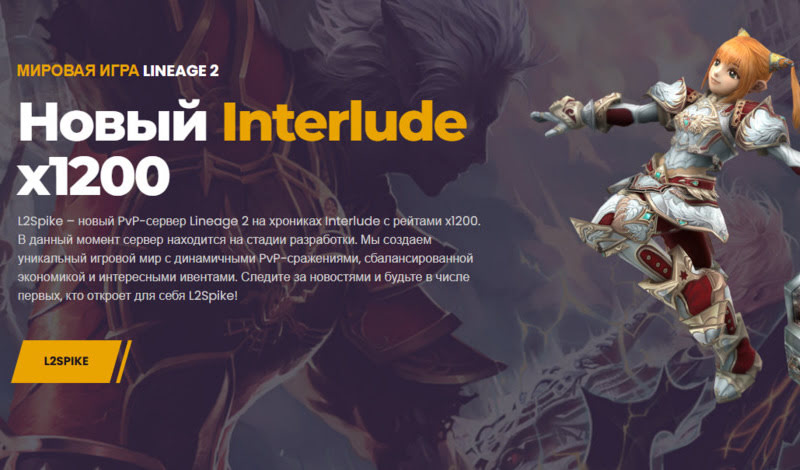 МИРОВАЯ ИГРА LINEAGE 2
Новый Interlude
x1200
L2Spike – новый PvP-сервер Lineage 2 на хрониках Interlude с рейтами x1200.
В данный момент сервер находится на стадии разработки. Мы создаем
уникальный игровой мир с динамичными PvP-сражениями, сбалансированной
экономикой и интересными ивентами. Следите за новостями и будьте в числе
первых, кто откроет для себя L2Spike!
L2SPIKE